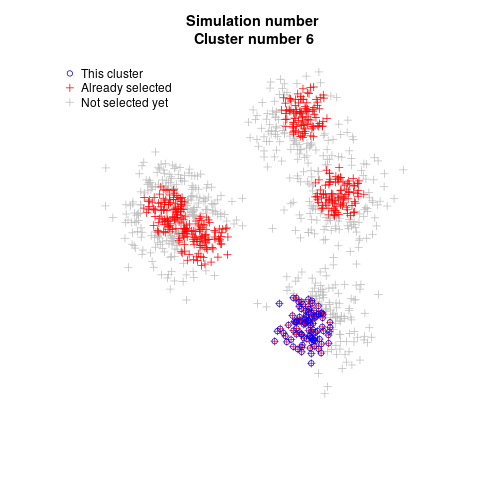 Simulation number
Cluster number 6
This cluster
Already selected
Not selected yet